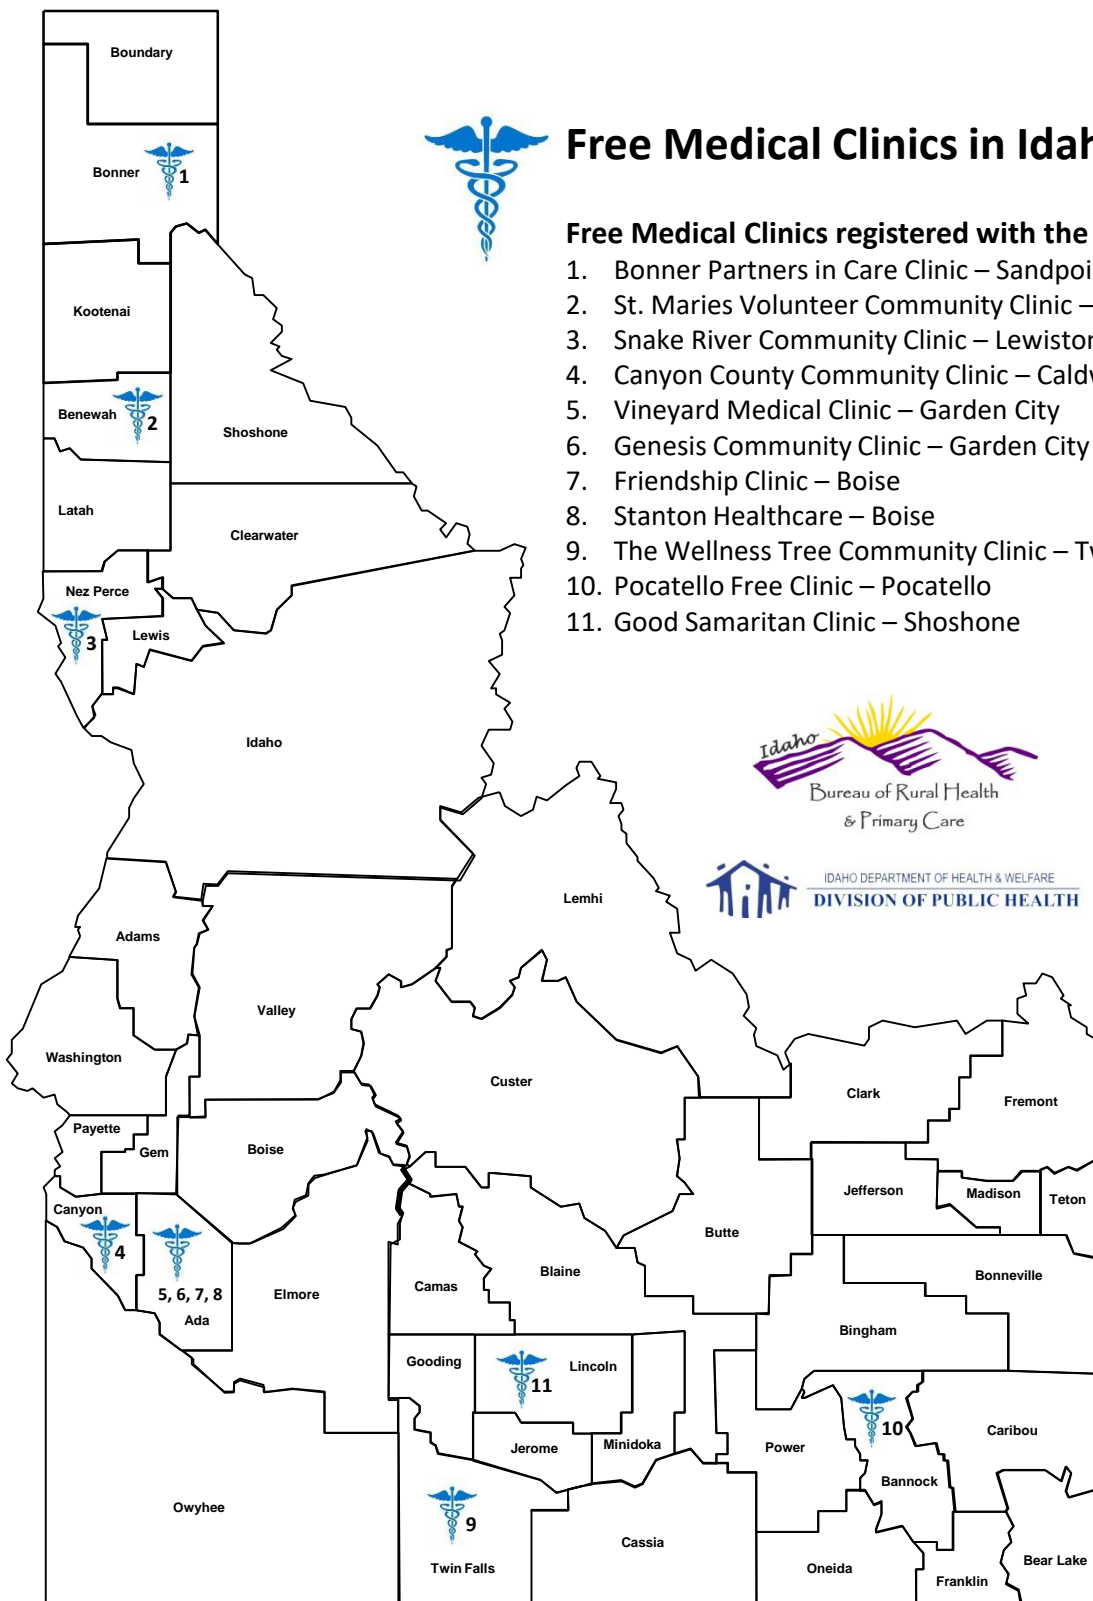 Boundary
Bonner
1
Free Medical Clinics in Idah
Free Medical Clinics registered with the
1. Bonner Partners in Care Clinic – Sandpoi
2. St. Maries Volunteer Community Clinic –
3. Snake River Community Clinic – Lewiston
4. Canyon County Community Clinic – Caldw
5. Vineyard Medical Clinic – Garden City
6. Genesis Community Clinic – Garden City
7. Friendship Clinic – Boise
8. Stanton Healthcare – Boise
9. The Wellness Tree Community Clinic – Tw
10. Pocatello Free Clinic – Pocatello
11. Good Samaritan Clinic – Shoshone
Kootenai
Benewah
2
Shoshone
Latah
Clearwater
Nez Perce
3
Lewis
Idaho
Idaho
Bureau of Rural Health
& Primary Care
IDAHO DEPARTMENT OF HEALTH & WELFARE
DIVISION OF PUBLIC HEALTH
Lemhi
Adams
Valley
Washington
Custer
Clark
Fremont
Payette
Gem
Boise
Jefferson
Madison
Teton
Canyon
4
5, 6, 7, 8
Ada
Elmore
Camas
Blaine
Butte
Bonneville
Bingham
Gooding
11
Lincoln
Jerome
Minidoka
Power
10
Bannock
Caribou
Owyhee
9
Twin Falls
Cassia
Oneida
Franklin
Bear Lake